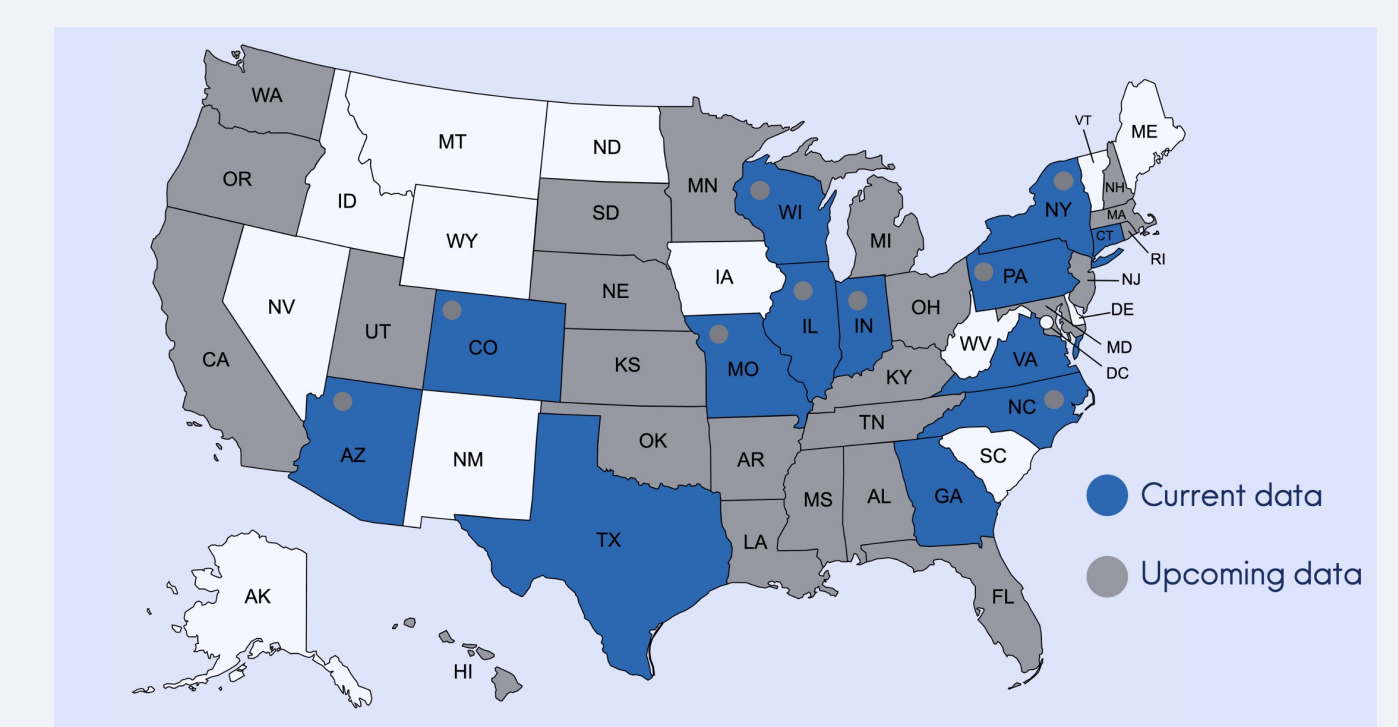 WA
OR
CA
ID
NV
MT
WY
UT
CO
AZ
NM
ND
SD
NE
KS
OK
TX
MN
IA
MO
AR
LA
WI
IL
IN
MI
OH
KY
TN
MS
AL
GA
FL
SC
NC
VA
WV
PA
NY
VT
ME
NH
MA
CT
RI
NJ
DE
MD
DC
AK
HI
Current data
Upcoming data